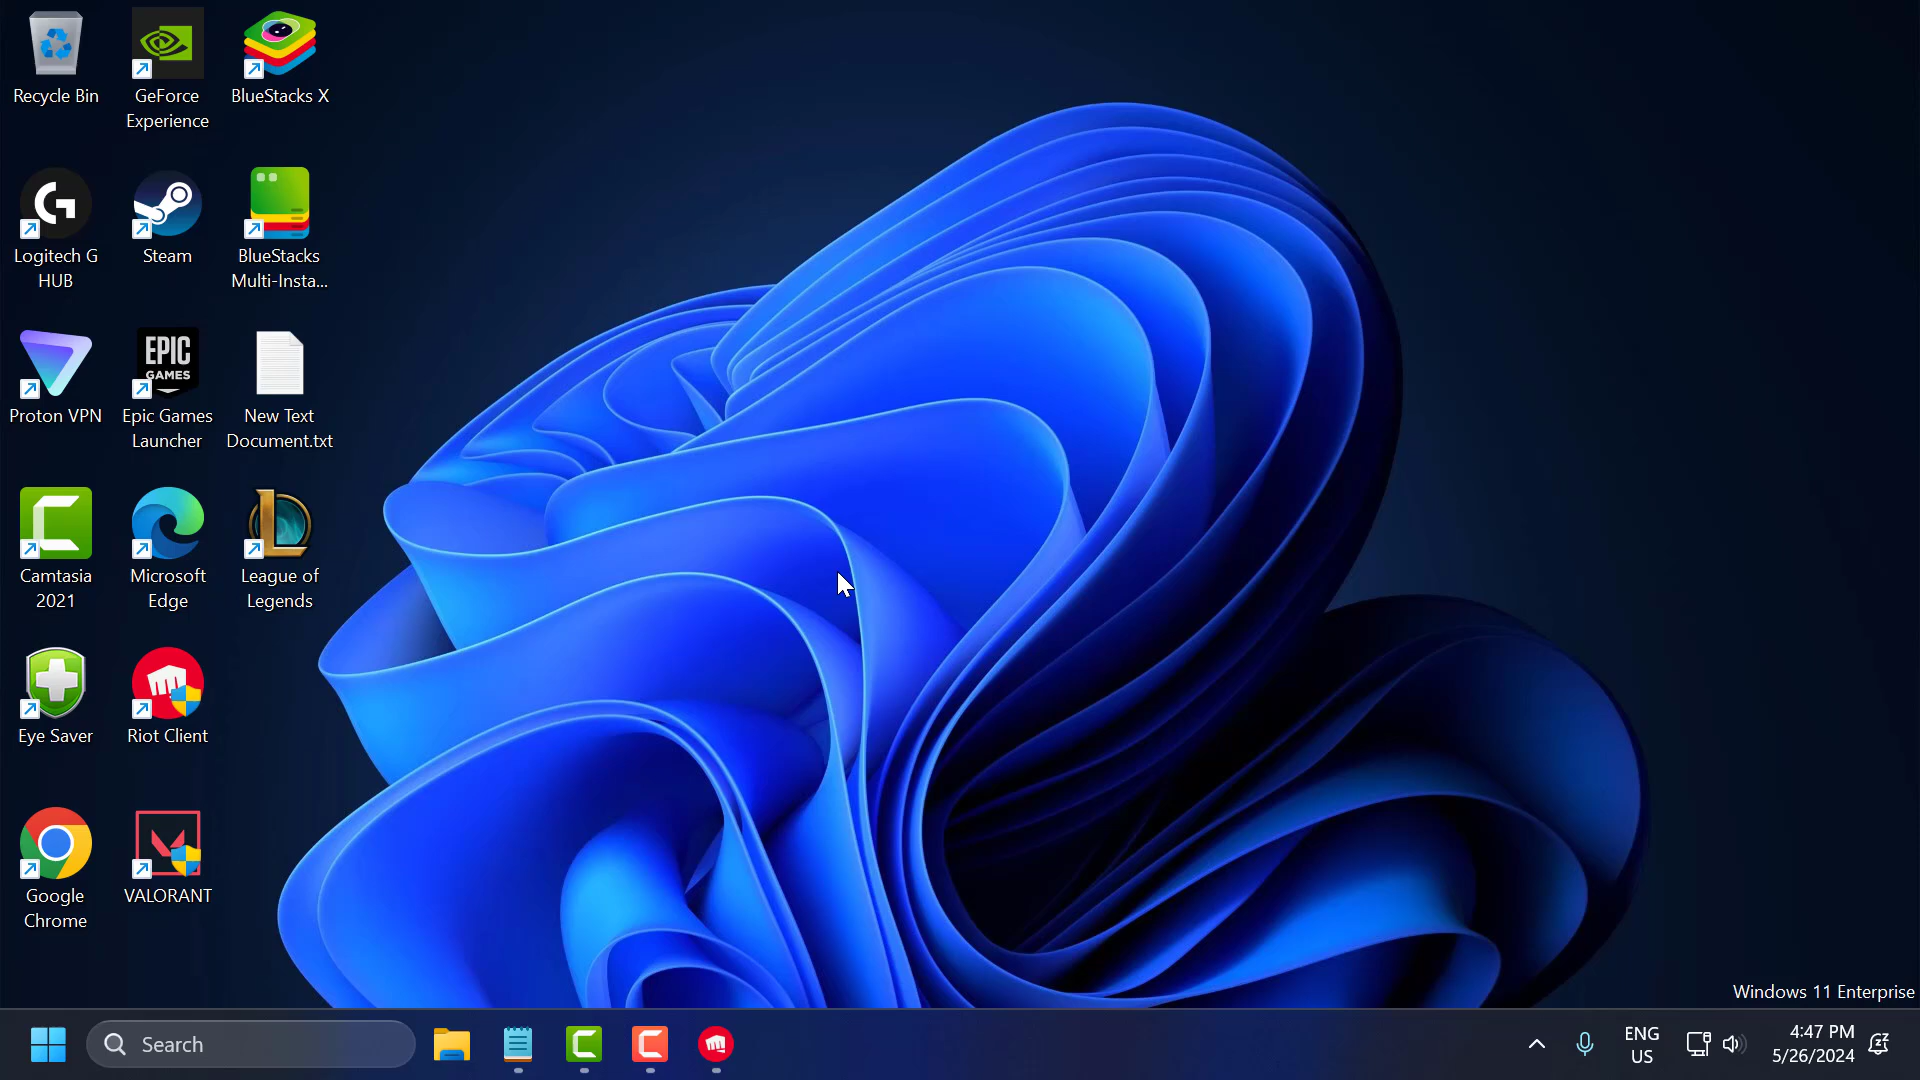 Recycle Bin
GeForce
Experience
BlueStacks X
Logitech G
HUB
Steam
BlueStacks
Multi-Insta...
Proton VPN
EPIC
GAMES
Epic Games
Launcher
New Text
Document.txt
Camtasia
2021
Microsoft
Edge
League of
Legends
Eye Saver
Riot Client
Google
Chrome
VALORANT
Windows 11 Enterprise
Search
ENG
US
4:47 PM
5/26/2024